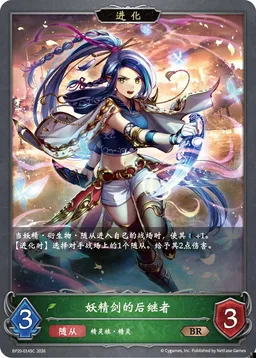 进化
当妖精·衍生物·随从进入自己的战场时，使其+1。
【进化时】选择对手战场上的1个随从。给予其2点伤害。
妖精剑的后继者
3
随从
精灵族·精灵
BR
3
© Cygames, Inc. Published by NetEase Games